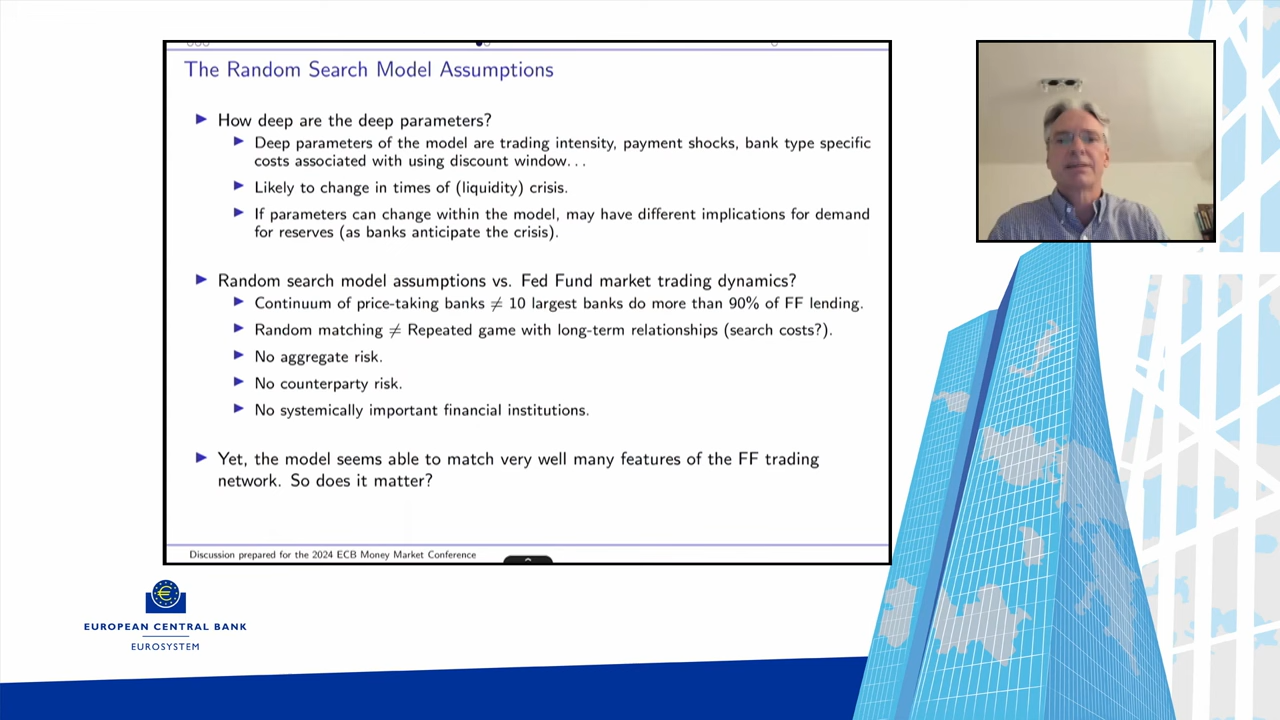 The Random Search Model Assumptions
► How deep are the deep parameters?
► Deep parameters of the model are trading intensity, payment shocks, bank type specific
costs associated with using discount window...
► Likely to change in times of (liquidity) crisis.
► If parameters can change within the model, may have different implications for demand
for reserves (as banks anticipate the crisis).
► Random search model assumptions vs. Fed Fund market trading dynamics?
► Continuum of price-taking banks ≠ 10 largest banks do more than 90% of FF lending.
► Random matching ≠ Repeated game with long-term relationships (search costs?).
► No aggregate risk.
► No counterparty risk.
► No systemically important financial institutions.
► Yet, the model seems able to match very well many features of the FF trading
network. So does it matter?
Discussion prepared for the 2024 ECB Money Market Conference
EUROPEAN CENTRAL BANK
EUROSYSTEM